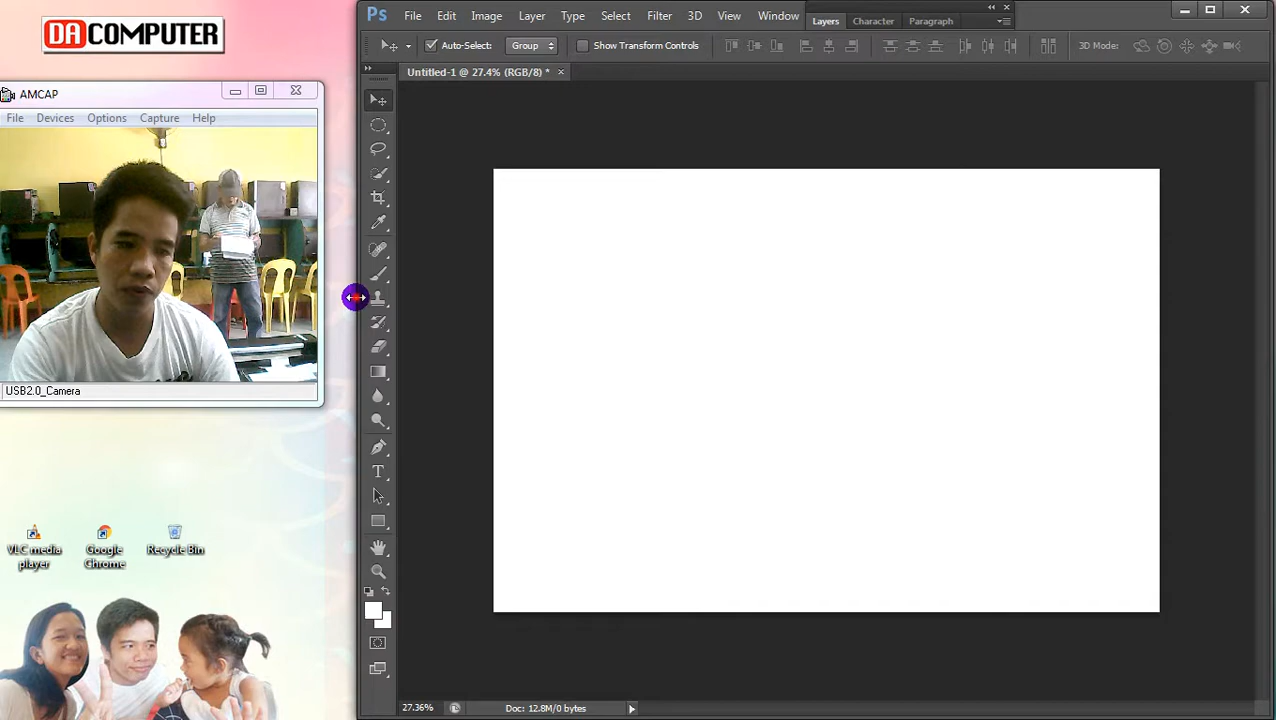 DACOMPUTER
AMCAP
File Devices Options Capture Help
USB2.0_Camera
VLC media player
Google Chrome
Recycle Bin
Ps File Edit Image Layer Type Select Filter 3D View Window
Layers Character Paragraph
Auto-Select: Group Show Transform Controls 3D Mode:
Untitled-1 @ 27.4% (RGB/8) *
T
27.36% Doc: 12.8M/0 bytes